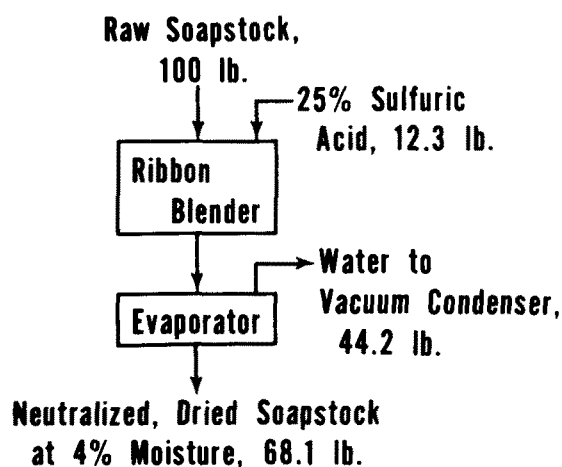 Raw Soapstock,
100 lb.
25% Sulfuric
Acid, 12.3 lb.
Ribbon
Blender
Water to
Vacuum Condenser,
44.2 lb.
Evaporator
Neutralized, Dried Soapstock
at 4% Moisture, 68.1 lb.